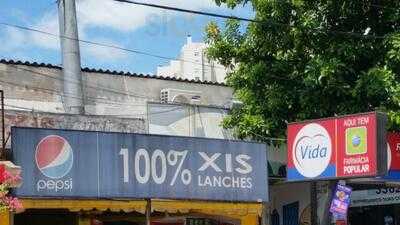 pepsi
100% XIS
LANCHES
Vida
AQUI TEM
FARMÁCIA
POPULAR